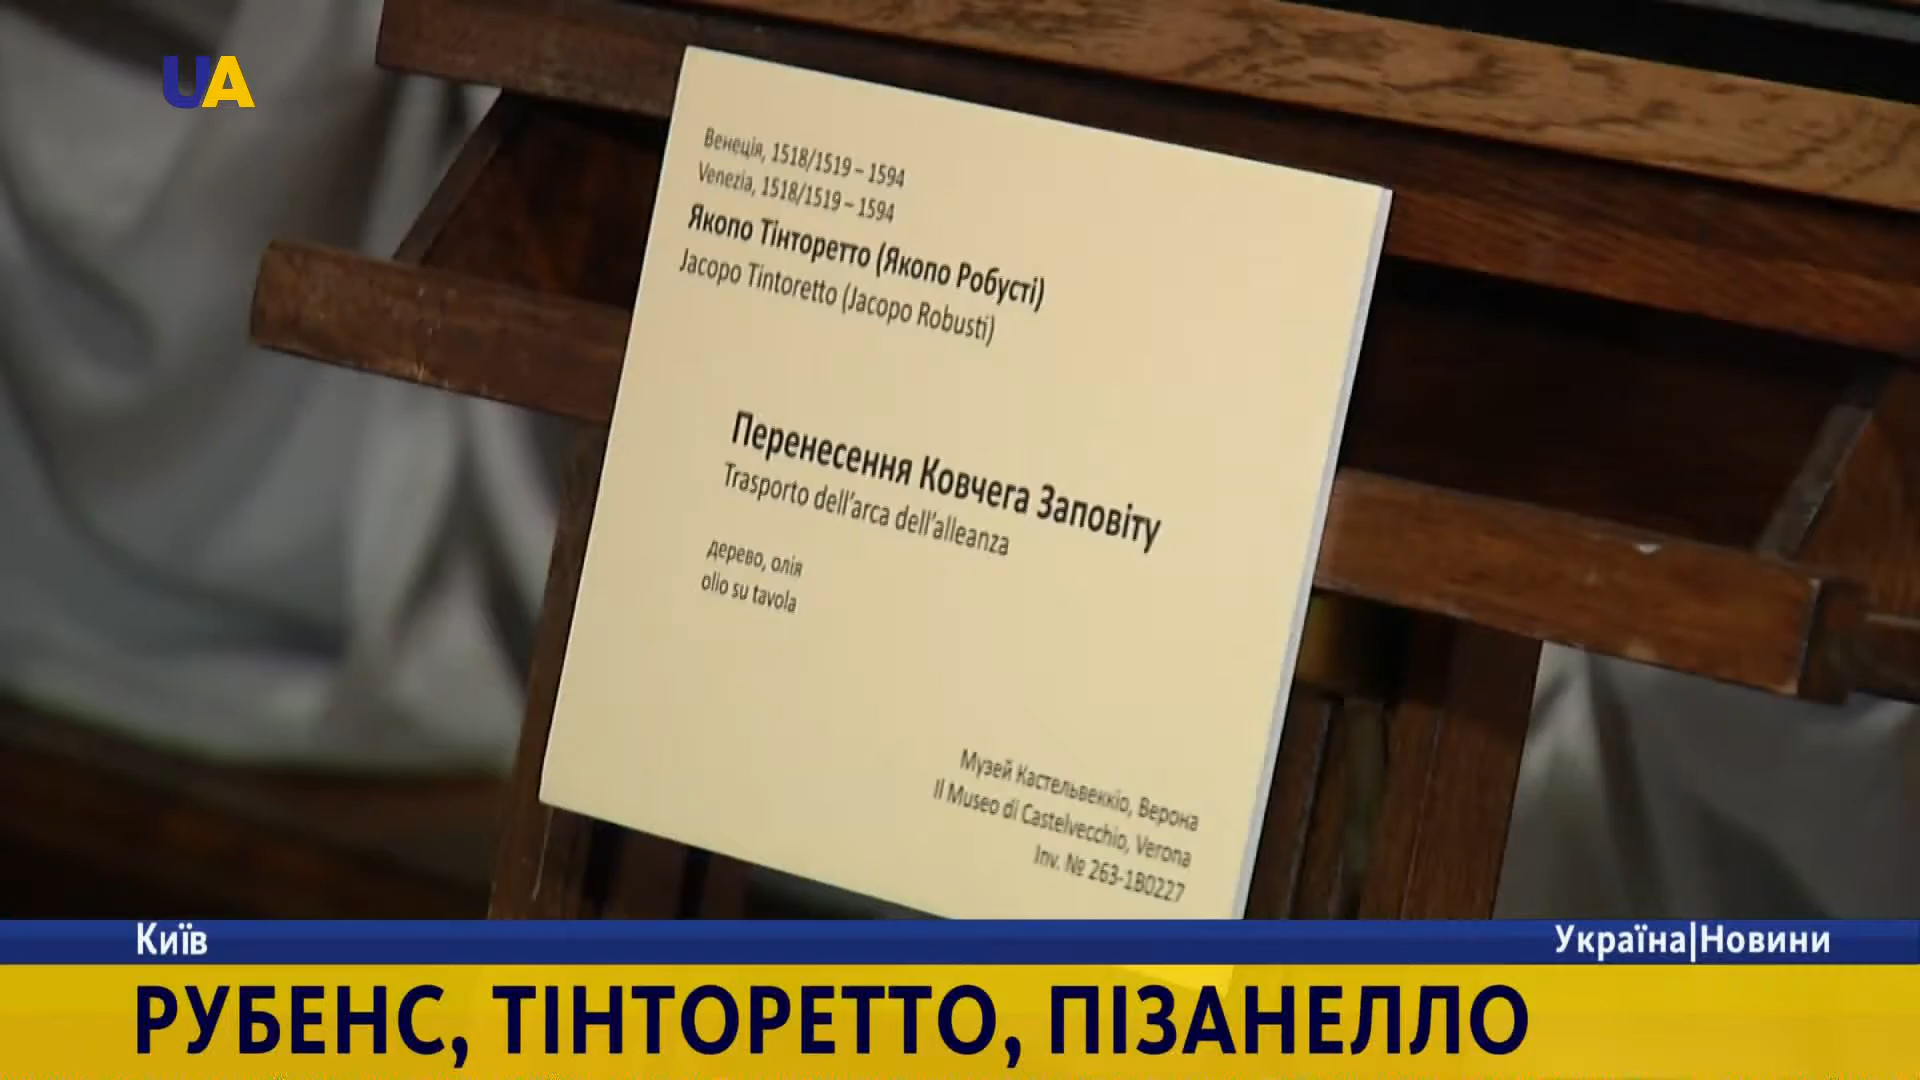 UA
Венеція, 1518/1519 – 1594
Venezia, 1518/1519 – 1594
Якопо Тінторетто (Якопо Робусті)
Jacopo Tintoretto (Jacopo Robusti)
Перенесення Ковчега Заповіту
Trasporto dell'arca dell'alleanza
дерево, олія
olio su tavola
Музей Кастельвеккіо, Верона
Il Museo di Castelvecchio, Verona
Inv. № 263-1B0227
Київ
Україна|Новини
РУБЕНС, ТІНТОРЕТТО, ПІЗАНЕЛЛО